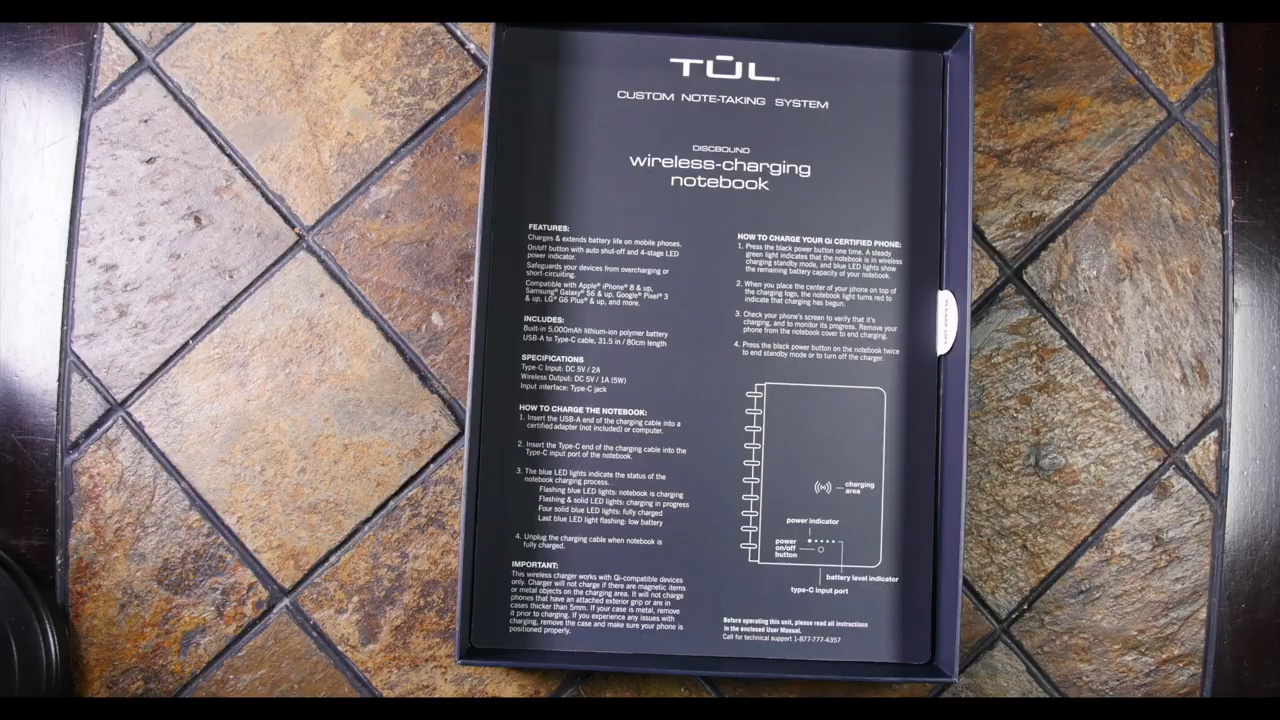 TŪL
CUSTOM NOTE-TAKING SYSTEM
DISCBOUND
wireless-charging
notebook
FEATURES:
Charges & extends battery life on mobile phones.
On/off button with auto shut-off and 4-stage LED
power indicator.
Safeguards your devices from overcharging or
short-circuiting.
Compatible with Apple® iPhone® 8 & up,
Samsung® Galaxy® S6 & up, Google® Pixel® 3
& up, LG® G6 Plus® & up, and more.
INCLUDES:
Built-in 5,000mAh lithium-ion polymer battery
USB-A to Type-C cable, 31.5 in / 80cm length
SPECIFICATIONS
Type-C Input: DC 5V / 2A
Wireless Output: DC 5V / 1A (5W)
Input interface: Type-C jack
HOW TO CHARGE THE NOTEBOOK:
1. Insert the USB-A end of the charging cable into a
certified adapter (not included) or computer.
2. Insert the Type-C end of the charging cable into the
Type-C input port of the notebook.
3. The blue LED lights indicate the status of the
notebook charging process.
Flashing blue LED lights: notebook is charging
Flashing & solid LED lights: charging in progress
Four solid blue LED lights: fully charged
Last blue LED light flashing: low battery
4. Unplug the charging cable when notebook is
fully charged.
IMPORTANT:
This wireless charger works with Qi-compatible devices
only. Charger will not charge if there are magnetic items
or metal objects on the charging area. It will not charge
phones that have an attached exterior grip or are in
cases thicker than 5mm. If your case is metal, remove
it prior to charging. If you experience any issues with
charging, remove the case and make sure your phone is
positioned properly.
HOW TO CHARGE YOUR Qi CERTIFIED PHONE:
1. Press the black power button one time. A steady
green light indicates that the notebook is in wireless
charging standby mode, and blue LED lights show
the remaining battery capacity of your notebook.
2. When you place the center of your phone on top of
the charging logo, the notebook light turns red to
indicate that charging has begun.
3. Check your phone's screen to verify that it's
charging, and to monitor its progress. Remove your
phone from the notebook cover to end charging.
4. Press the black power button on the notebook twice
to end standby mode or to turn off the charger.
charging
area
power indicator
power
on/off
button
battery level indicator
type-C input port
Before operating this unit, please read all instructions
in the enclosed User Manual.
Call for technical support 1-877-777-4357
PLEASE LIFT